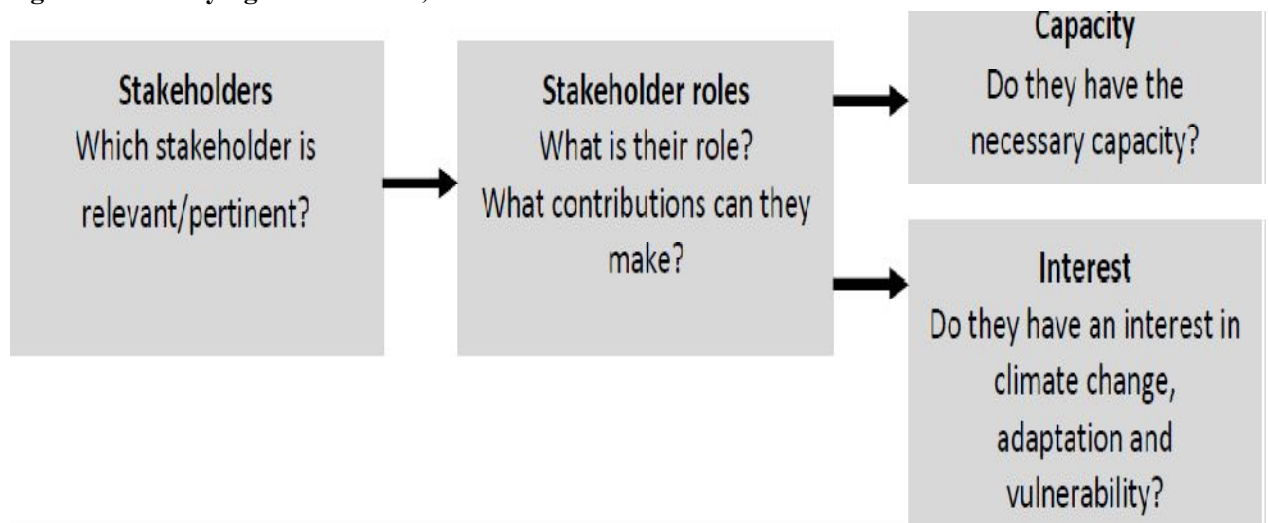 Stakeholders
Which stakeholder is
relevant/pertinent?
Stakeholder roles
What is their role?
What contributions can they
make?
Capacity
Do they have the
necessary capacity?
Interest
Do they have an interest in
climate change,
adaptation and
vulnerability?